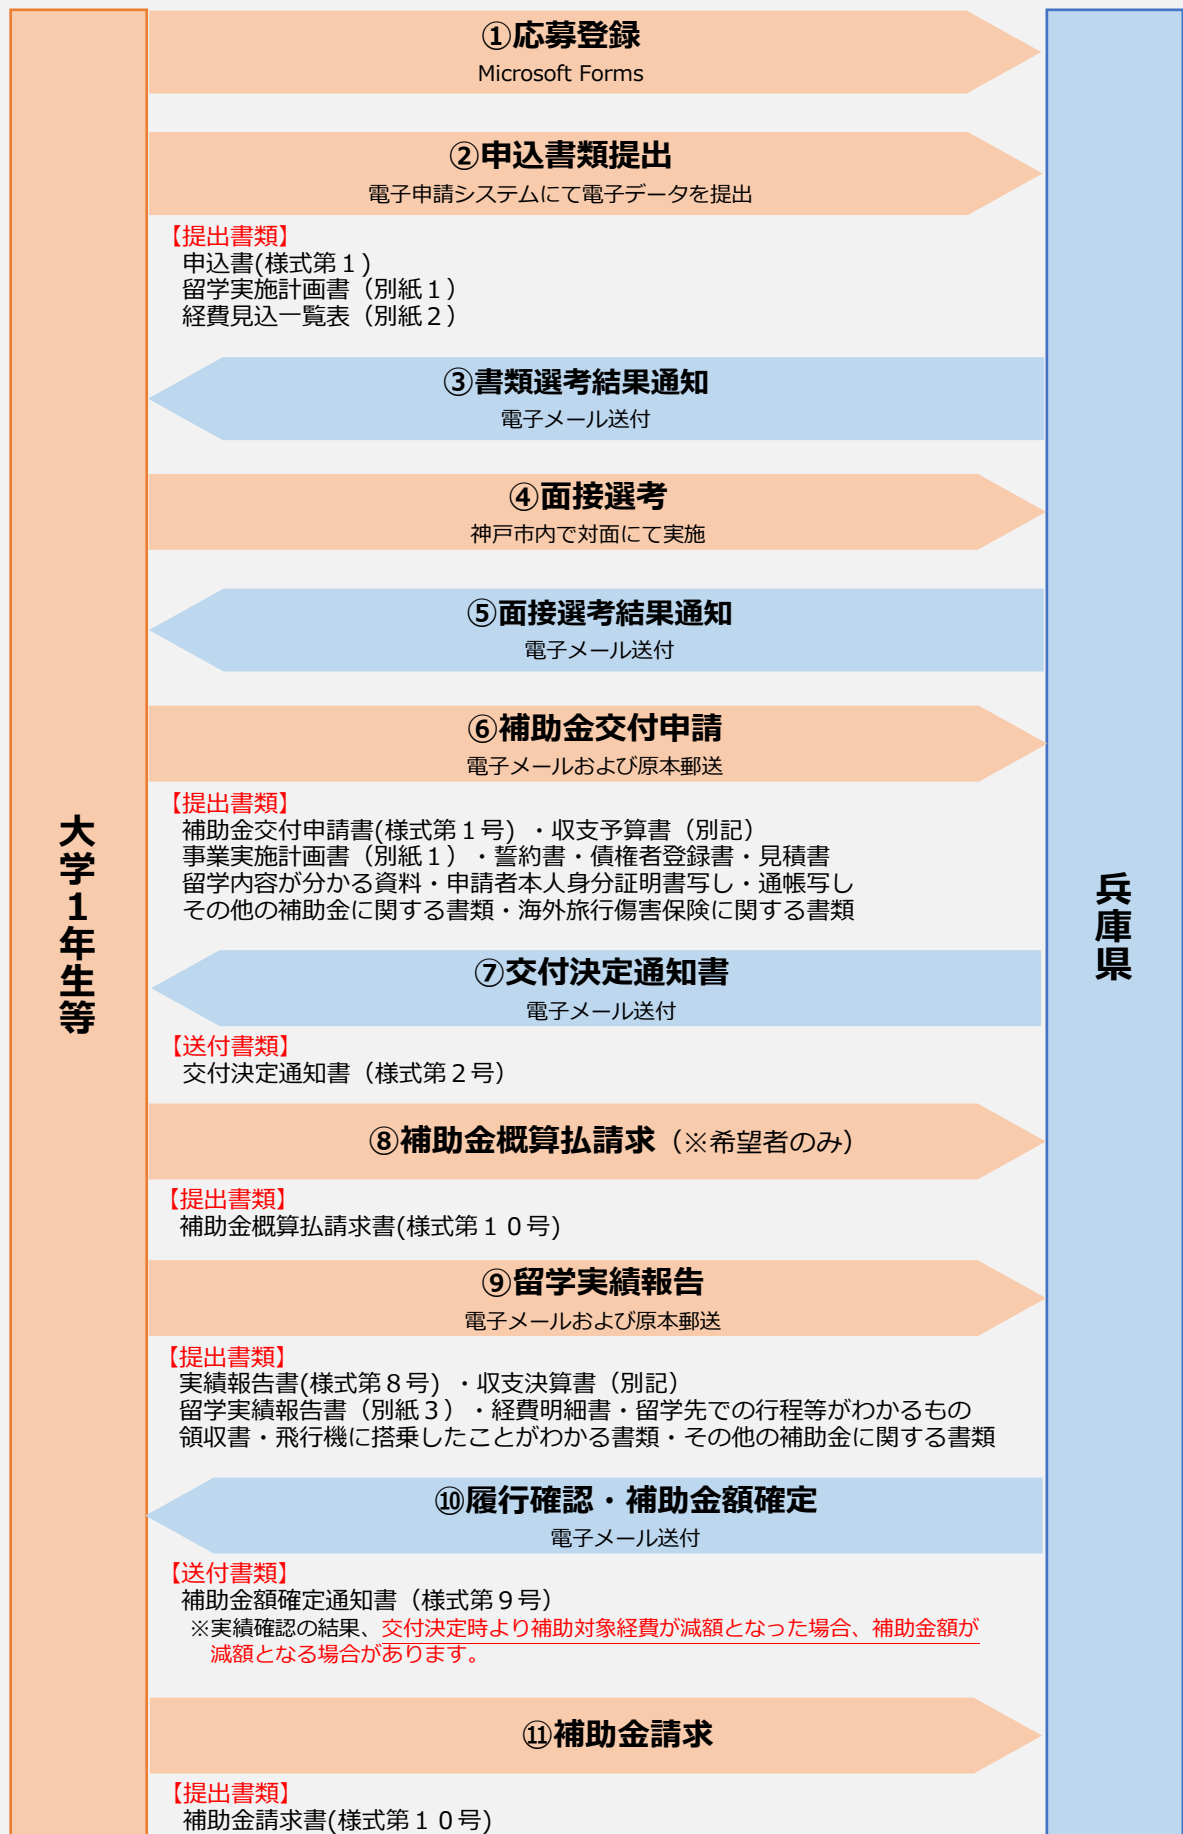 ①応募登録
Microsoft Forms
②申込書類提出
電子申請システムにて電子データを提出
【提出書類】
申込書(様式第１)
留学実施計画書（別紙１）
経費見込一覧表（別紙２）
③書類選考結果通知
電子メール送付
④面接選考
神戸市内で対面にて実施
⑤面接選考結果通知
電子メール送付
⑥補助金交付申請
電子メールおよび原本郵送
【提出書類】
補助金交付申請書(様式第１号) ・収支予算書（別記）
事業実施計画書（別紙１）・誓約書・債権者登録書・見積書
留学内容が分かる資料・申請者本人身分証明書写し・通帳写し
その他の補助金に関する書類・海外旅行傷害保険に関する書類
大学１年生等
兵庫県
⑦交付決定通知書
電子メール送付
【送付書類】
交付決定通知書（様式第２号）
⑧補助金概算払請求（※希望者のみ）
【提出書類】
補助金概算払請求書(様式第１０号)
⑨留学実績報告
電子メールおよび原本郵送
【提出書類】
実績報告書(様式第８号) ・収支決算書（別記）
留学実績報告書（別紙３）・経費明細書・留学先での行程等がわかるもの
領収書・飛行機に搭乗したことがわかる書類・その他の補助金に関する書類
⑩履行確認・補助金額確定
電子メール送付
【送付書類】
補助金額確定通知書（様式第９号）
※実績確認の結果、交付決定時より補助対象経費が減額となった場合、補助金額が
減額となる場合があります。
⑪補助金請求
【提出書類】
補助金請求書(様式第１０号)